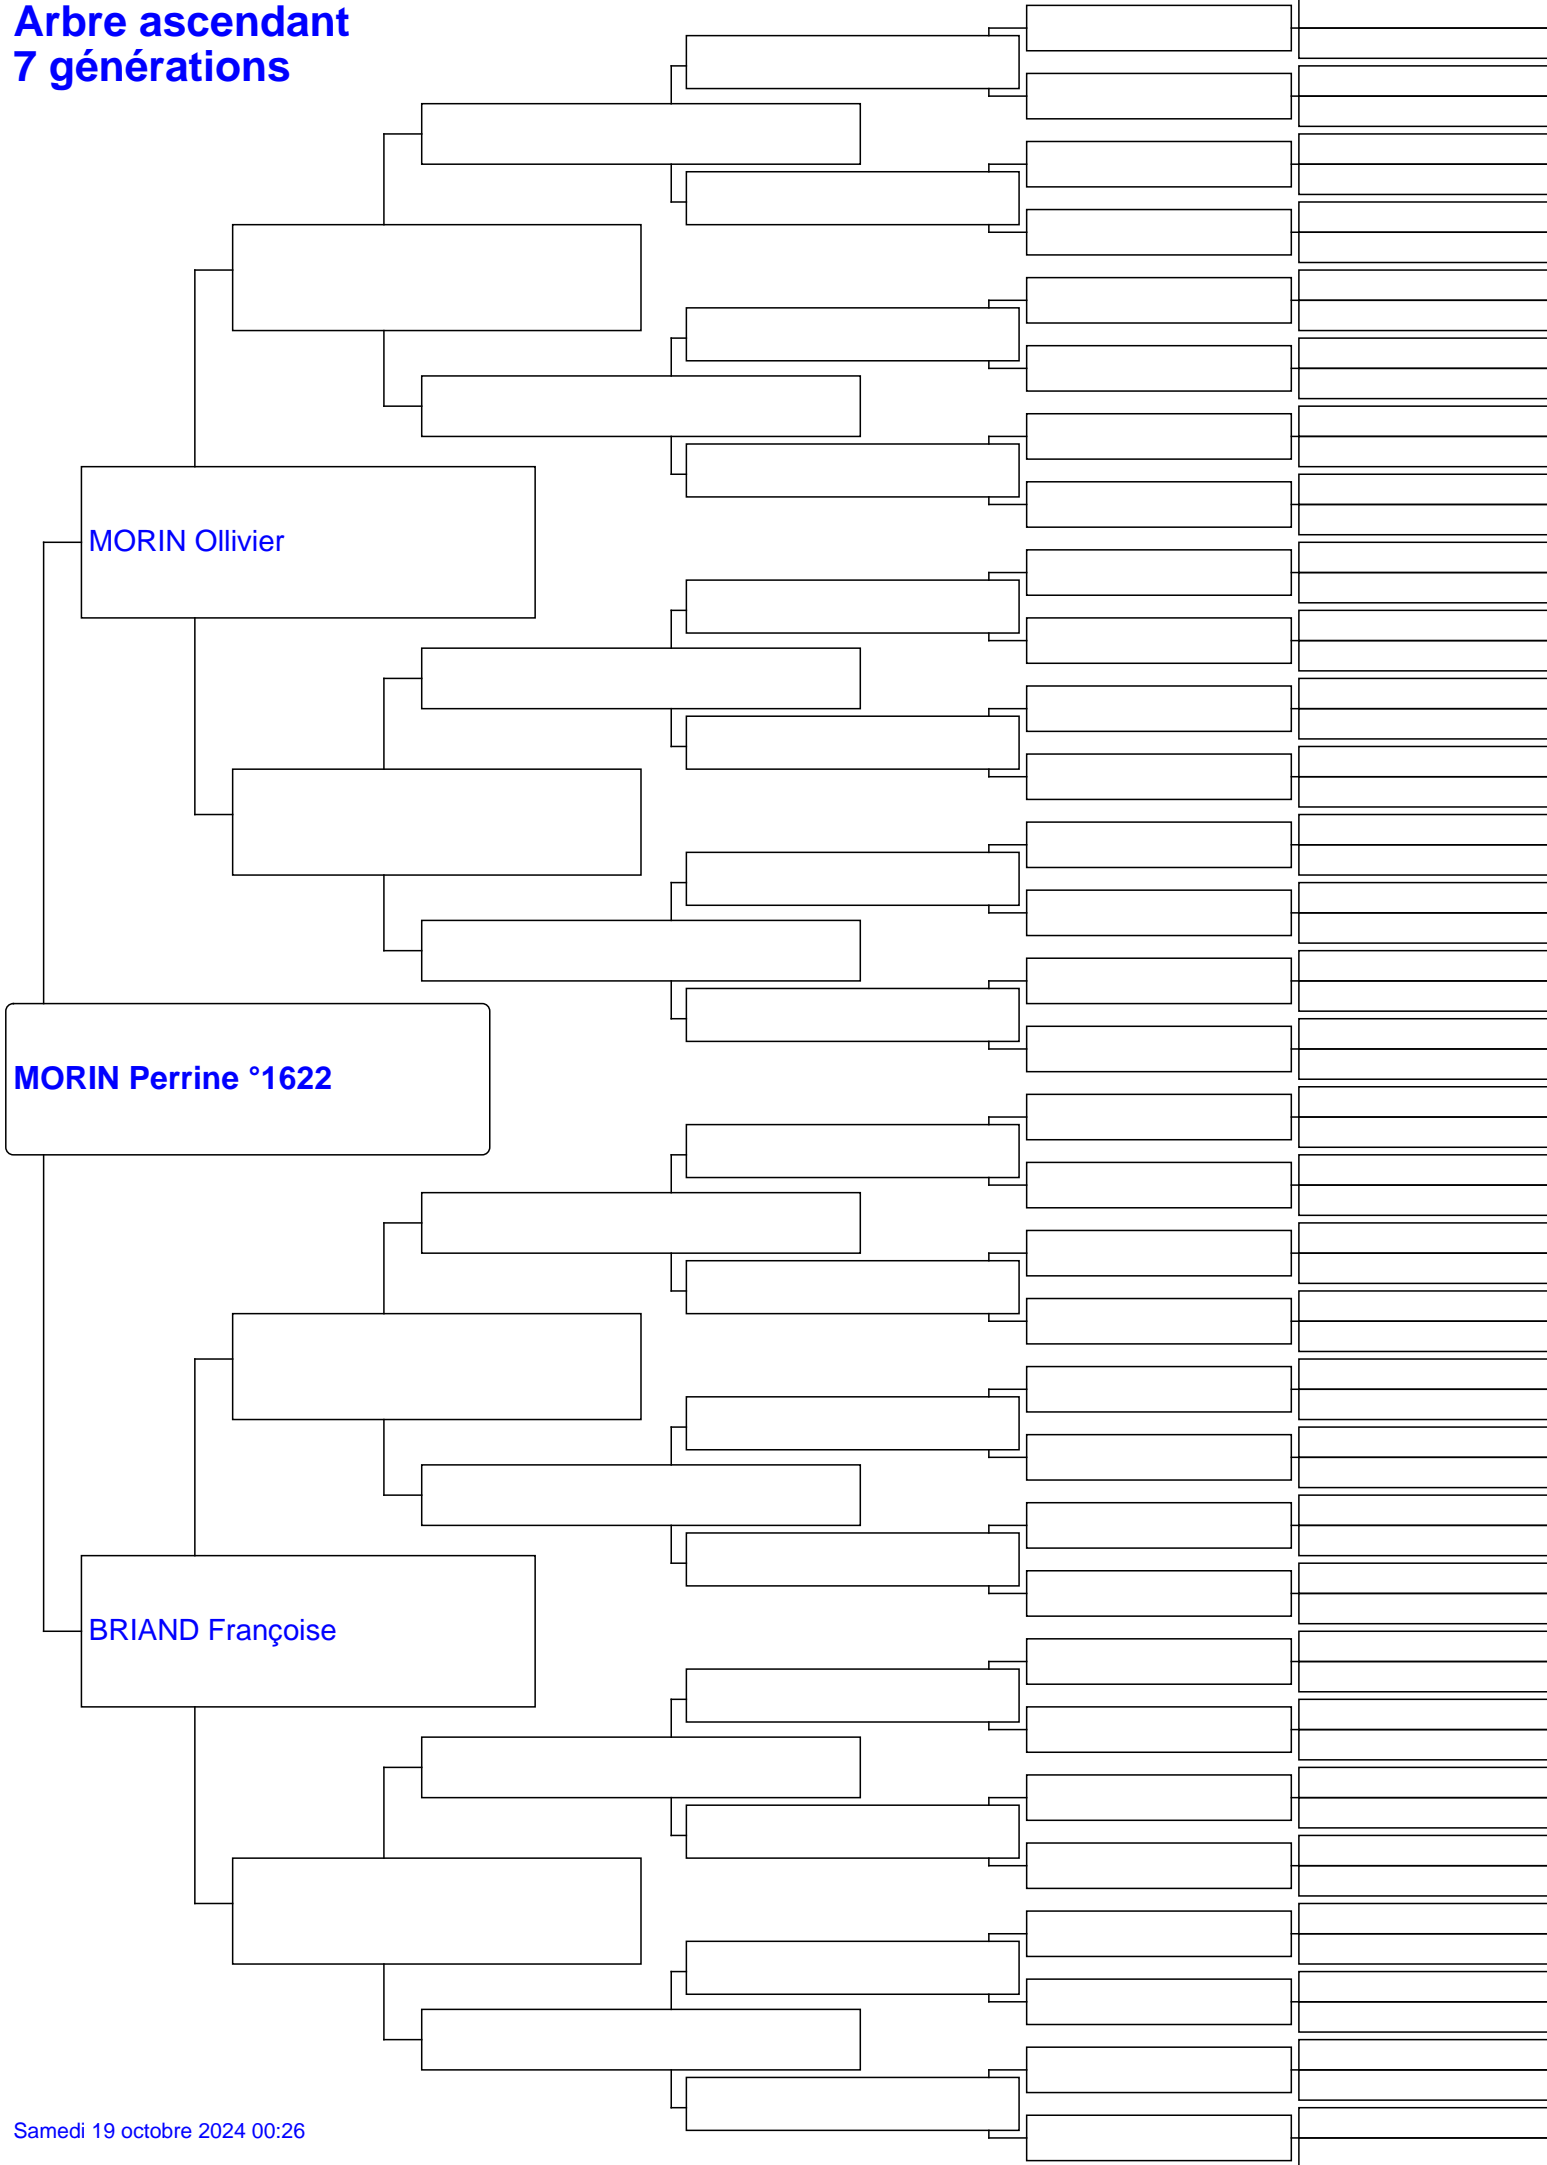 Arbre ascendant
7 générations
MORIN Ollivier
MORIN Perrine °1622
BRIAND Françoise
Samedi 19 octobre 2024 00:26